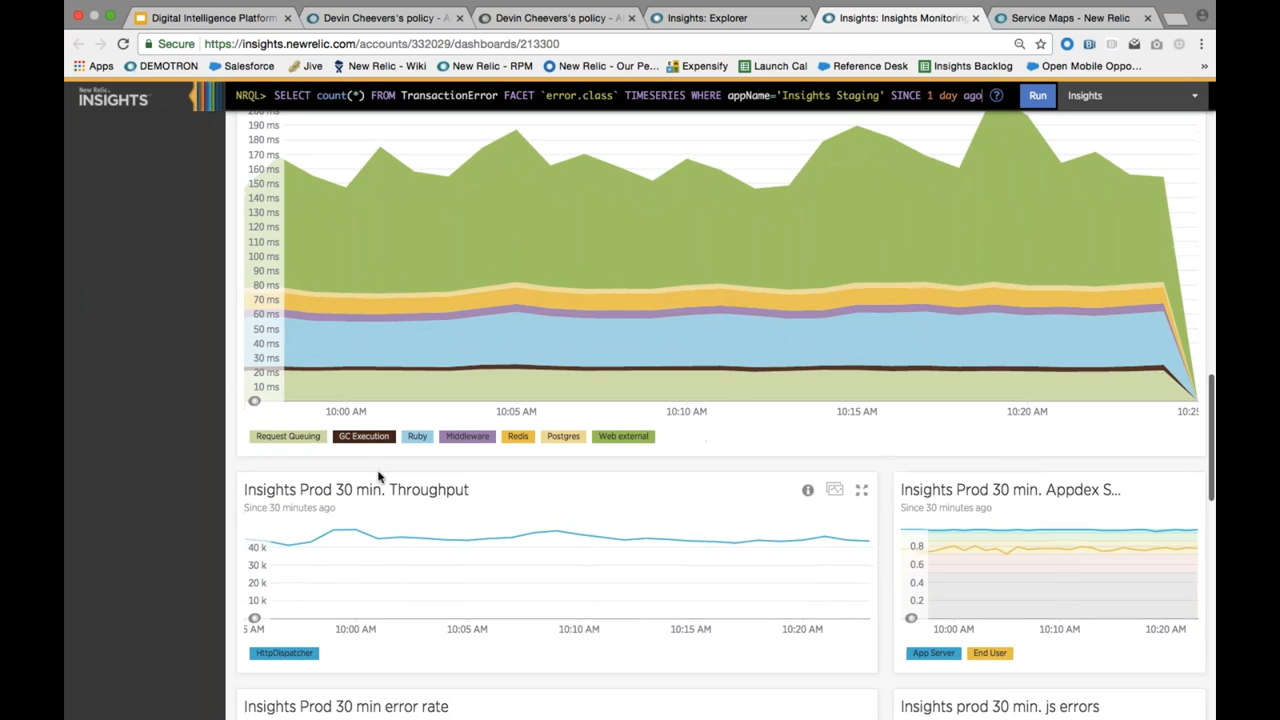 Digital Intelligence Platform
Devin Cheevers's policy - A
Devin Cheevers's policy - A
Insights: Explorer
Insights: Insights Monitoring
Service Maps - New Relic
Secure
https://insights.newrelic.com/accounts/332029/dashboards/213300
Apps
DEMOTRON
Salesforce
Jive
New Relic - Wiki
New Relic - RPM
New Relic - Our Pe...
Expensify
Launch Cal
Reference Desk
Insights Backlog
Open Mobile Oppo...
»
New Relic.
INSIGHTS
NRQL> SELECT count(*) FROM TransactionError FACET `error.class` TIMESERIES WHERE appName='Insights Staging' SINCE 1 day ago
?
Run
Insights
200 ms
190 ms
180 ms
170 ms
160 ms
150 ms
140 ms
130 ms
120 ms
110 ms
100 ms
90 ms
80 ms
70 ms
60 ms
50 ms
40 ms
30 ms
20 ms
10 ms
10:00 AM
10:05 AM
10:10 AM
10:15 AM
10:20 AM
10:25
Request Queuing
GC Execution
Ruby
Middleware
Redis
Postgres
Web external
Insights Prod 30 min. Throughput
Since 30 minutes ago
40 k
30 k
20 k
10 k
5 AM
10:00 AM
10:05 AM
10:10 AM
10:15 AM
10:20 AM
HttpDispatcher
Insights Prod 30 min. Appdex S...
Since 30 minutes ago
0.8
0.6
0.4
0.2
10:00 AM
10:10 AM
10:20 AM
App Server
End User
Insights Prod 30 min error rate
Insights prod 30 min. js errors